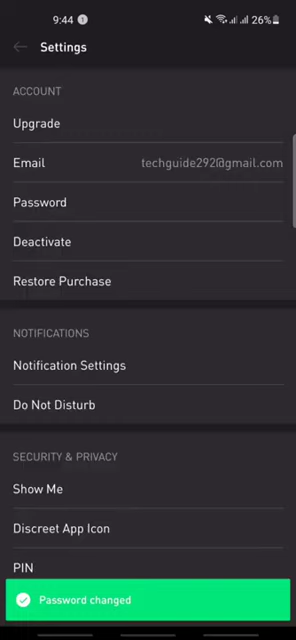 9:44 1 26%
Settings
ACCOUNT
Upgrade
Email techguide292@gmail.com
Password
Deactivate
Restore Purchase
NOTIFICATIONS
Notification Settings
Do Not Disturb
SECURITY & PRIVACY
Show Me
Discreet App Icon
PIN
Password changed